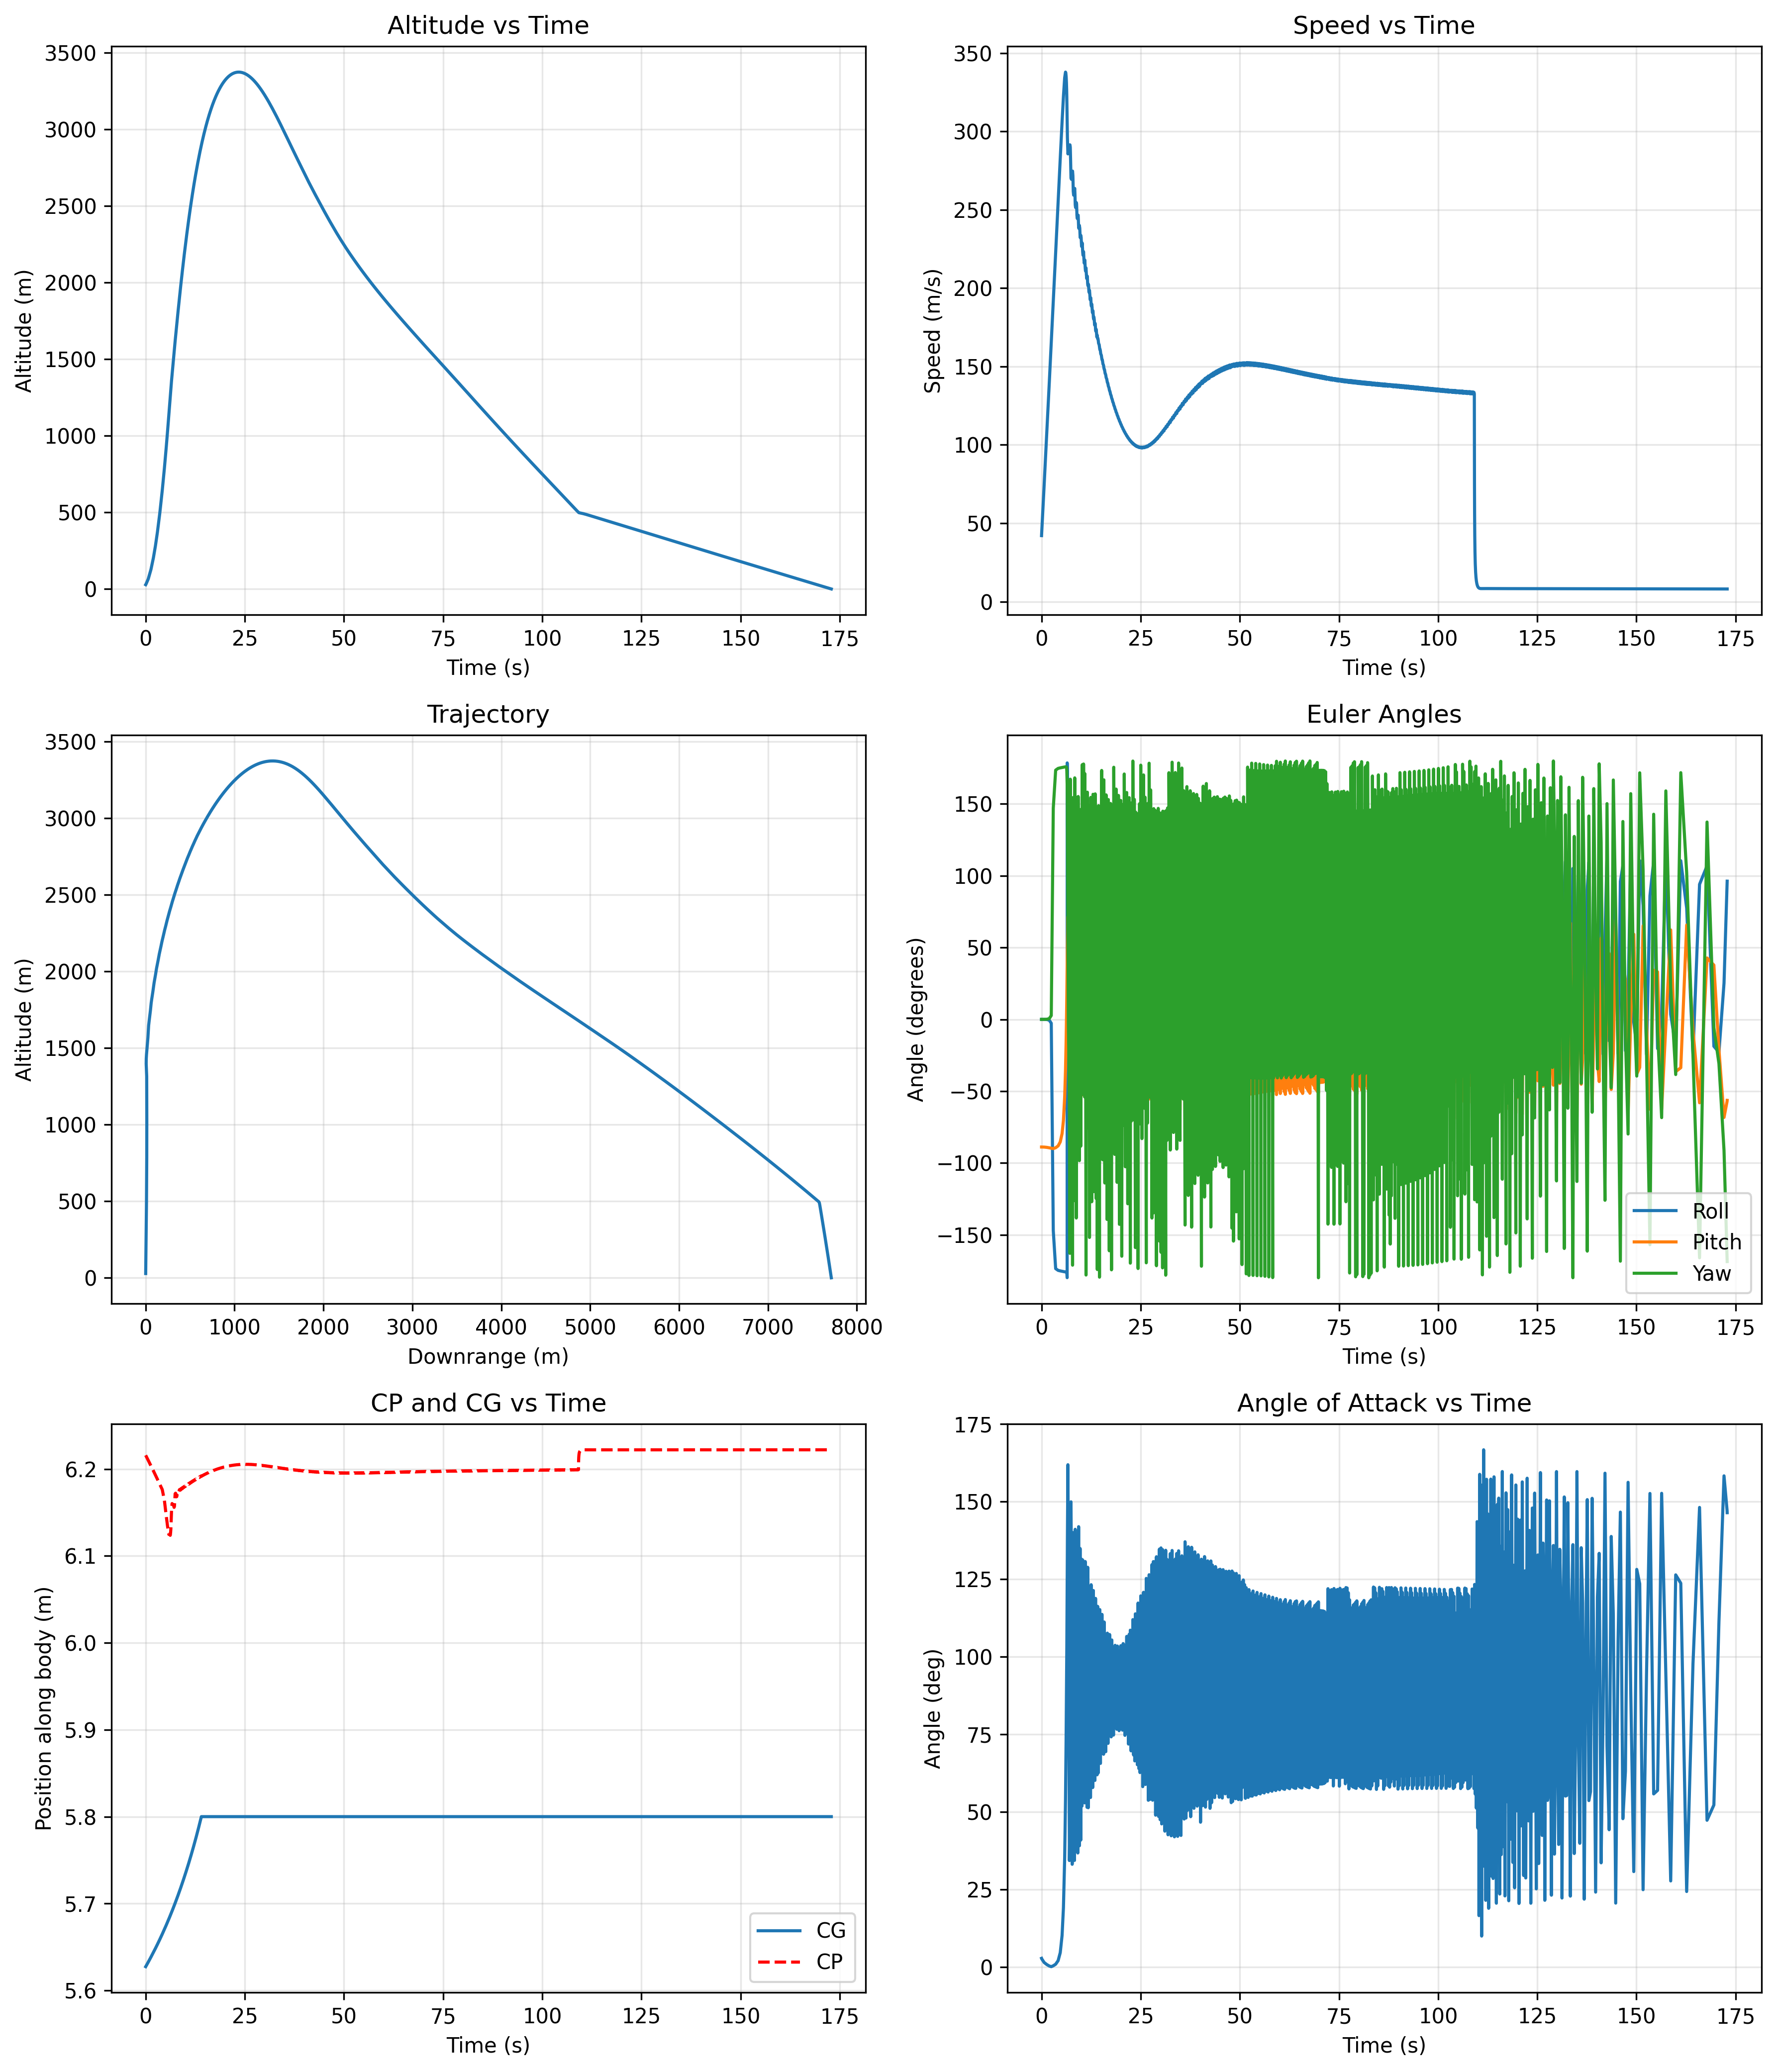 Altitude vs Time
3500
3000
2500
2000
1500
1000
500
0
Altitude (m)
0 25 50 75 100 125 150 175
Time (s)
Speed vs Time
350
300
250
200
150
100
50
0
Speed (m/s)
0 25 50 75 100 125 150 175
Time (s)
Trajectory
3500
3000
2500
2000
1500
1000
500
0
Altitude (m)
0 1000 2000 3000 4000 5000 6000 7000 8000
Downrange (m)
Euler Angles
150
100
50
0
−50
−100
−150
Angle (degrees)
Roll
Pitch
Yaw
0 25 50 75 100 125 150 175
Time (s)
CP and CG vs Time
6.2
6.1
6.0
5.9
5.8
5.7
5.6
Position along body (m)
CG
CP
0 25 50 75 100 125 150 175
Time (s)
Angle of Attack vs Time
175
150
125
100
75
50
25
0
Angle (deg)
0 25 50 75 100 125 150 175
Time (s)